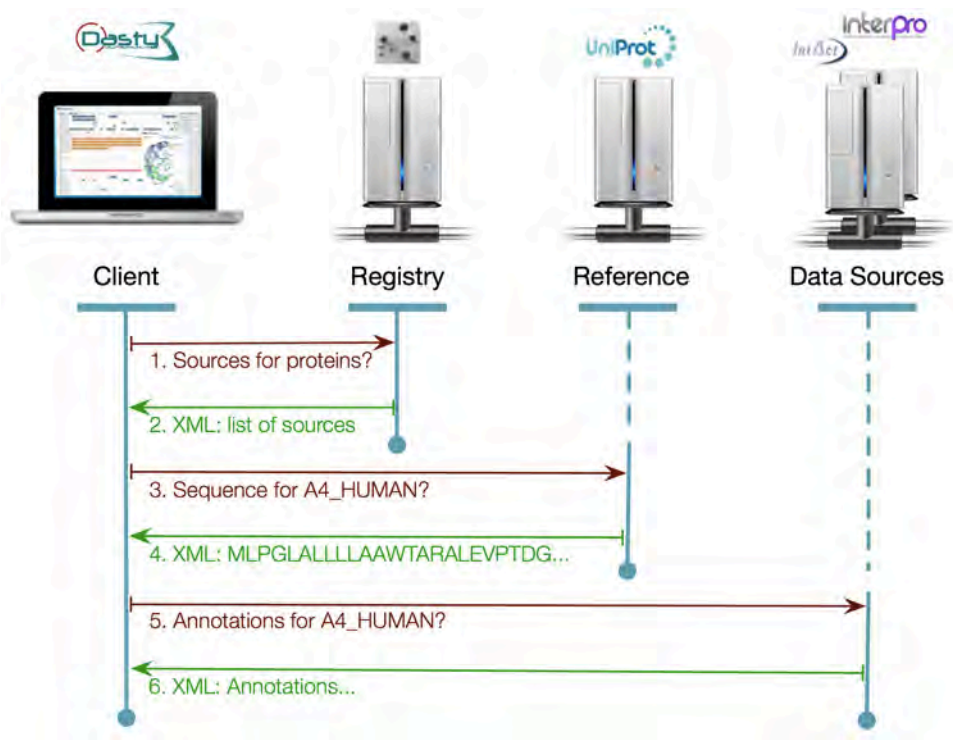 Dasty3
UniProt
interpro
IntAct
Client
Registry
Reference
Data Sources
1. Sources for proteins?
2. XML: list of sources
3. Sequence for A4_HUMAN?
4. XML: MLPGLALLLLAAWTARALEVPTDG...
5. Annotations for A4_HUMAN?
6. XML: Annotations...